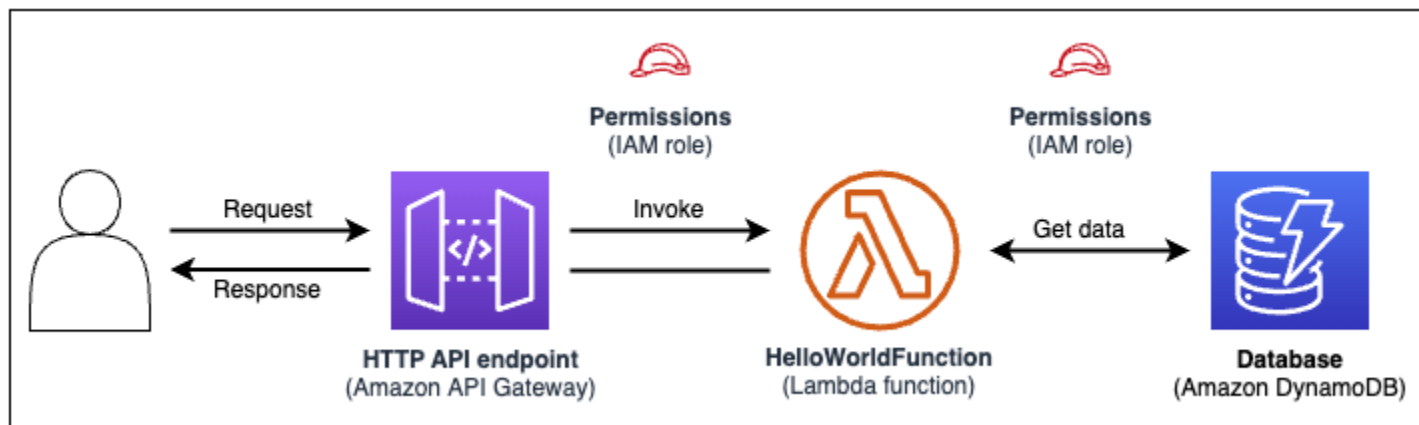 Permissions
(IAM role)
Permissions
(IAM role)
Request
Response
</>
Invoke
Get data
HTTP API endpoint
(Amazon API Gateway)
HelloWorldFunction
(Lambda function)
Database
(Amazon DynamoDB)